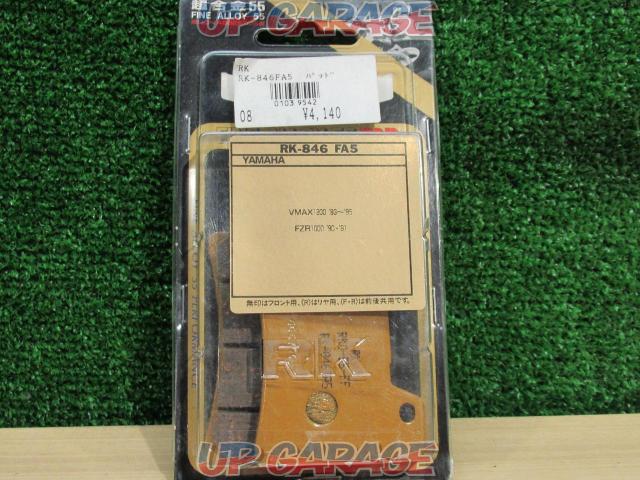 超合金55
FINE ALLOY 55
RK
RK-846FA5 ﾊﾟｯﾄﾞ
0103 9542
08 ¥4,140
RK-846 FA5
YAMAHA
VMAX1200 '93~'95
FZR1000 '90・'91
無印はフロント用、(R)はリヤ用、(F+R)は前後共用です。
RK
UP GARAGE
UP GARAGE